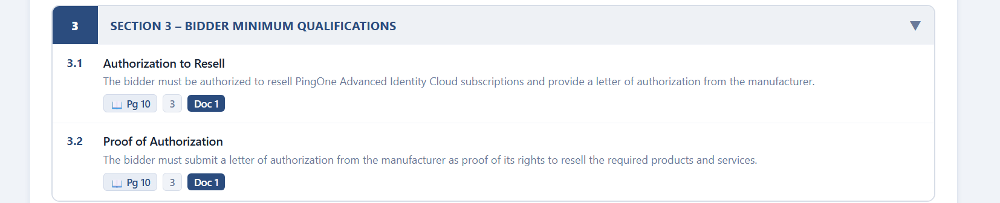 3 SECTION 3 – BIDDER MINIMUM QUALIFICATIONS ▼
3.1 Authorization to Resell
The bidder must be authorized to resell PingOne Advanced Identity Cloud subscriptions and provide a letter of authorization from the manufacturer.
📖 Pg 10 3 Doc 1
3.2 Proof of Authorization
The bidder must submit a letter of authorization from the manufacturer as proof of its rights to resell the required products and services.
📖 Pg 10 3 Doc 1